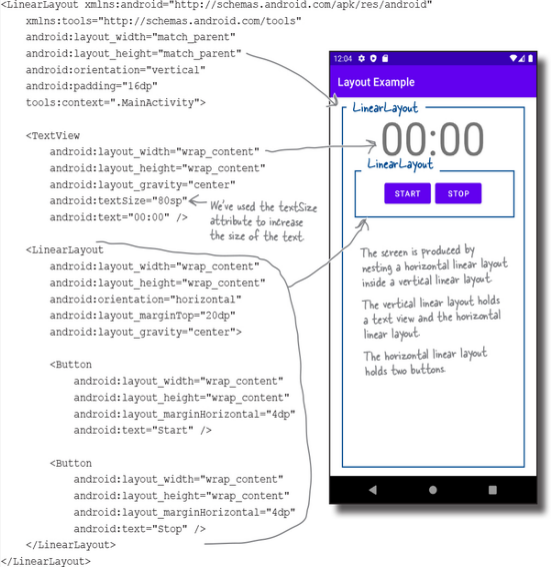 <LinearLayout xmlns:android="http://schemas.android.com/apk/res/android"
xmlns:tools="http://schemas.android.com/tools"
android:layout_width="match_parent"
android:layout_height="match_parent"
android:orientation="vertical"
android:padding="16dp"
tools:context=".MainActivity">
<TextView
android:layout_width="wrap_content"
android:layout_height="wrap_content"
android:layout_gravity="center"
android:textSize="80sp"
android:text="00:00" />
We've used the textSize
attribute to increase
the size of the text.
<LinearLayout
android:layout_width="wrap_content"
android:layout_height="wrap_content"
android:orientation="horizontal"
android:layout_marginTop="20dp"
android:layout_gravity="center">
<Button
android:layout_width="wrap_content"
android:layout_height="wrap_content"
android:layout_marginHorizontal="4dp"
android:text="Start" />
<Button
android:layout_width="wrap_content"
android:layout_height="wrap_content"
android:layout_marginHorizontal="4dp"
android:text="Stop" />
</LinearLayout>
</LinearLayout>
12:04
Layout Example
LinearLayout
00:00
LinearLayout
START STOP
The screen is produced by
nesting a horizontal linear layout
inside a vertical linear layout.
The vertical linear layout holds
a text view and the horizontal
linear layout.
The horizontal linear layout
holds two buttons.